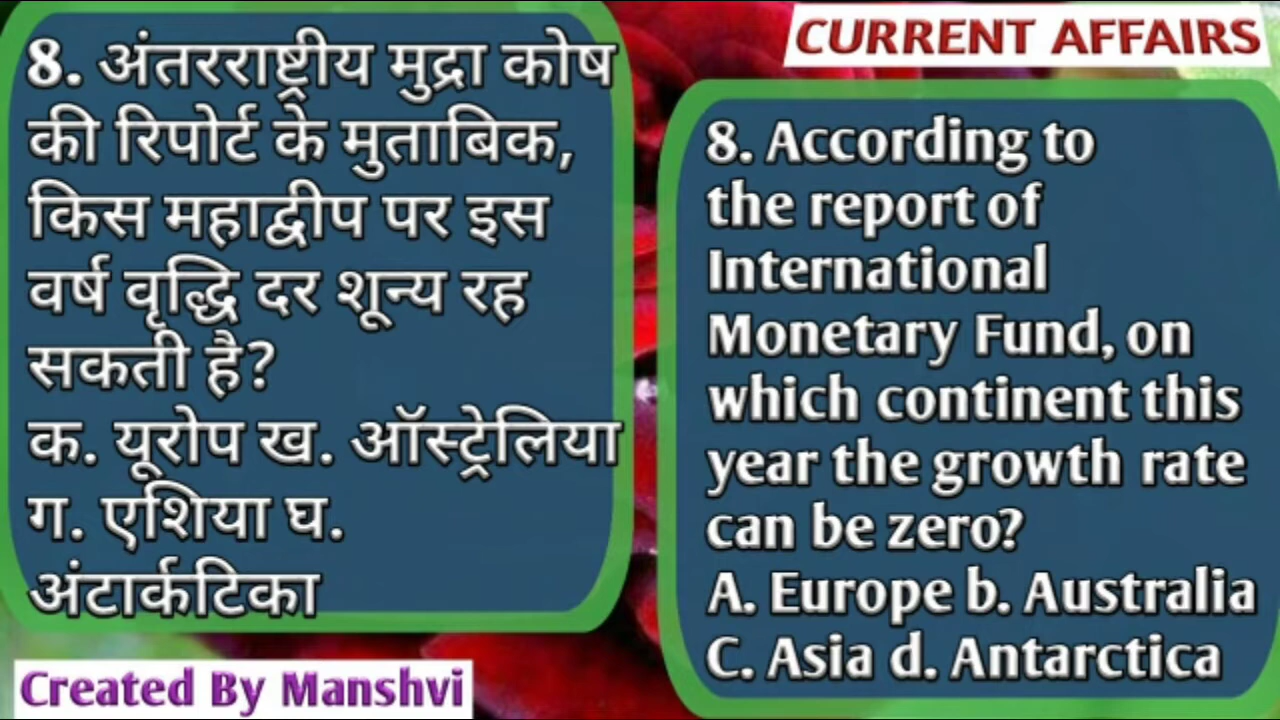 8. अंतरराष्ट्रीय मुद्रा कोष
की रिपोर्ट के मुताबिक,
किस महाद्वीप पर इस
वर्ष वृद्धि दर शून्य रह
सकती है?
क. यूरोप ख. ऑस्ट्रेलिया
ग. एशिया घ.
अंटार्कटिका
Created By Manshvi
CURRENT AFFAIRS
8. According to
the report of
International
Monetary Fund, on
which continent this
year the growth rate
can be zero?
A. Europe b. Australia
C. Asia d. Antarctica